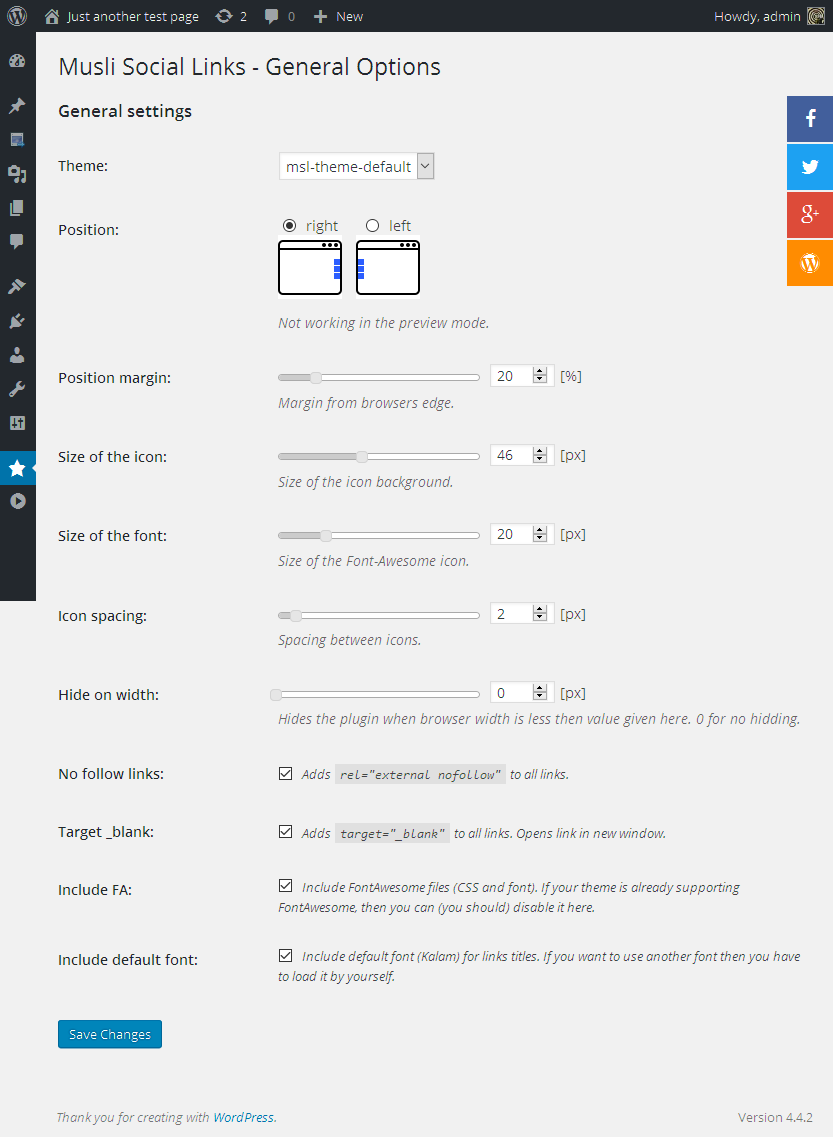 Just another test page 2 0 New Howdy, admin
Musli Social Links - General Options
General settings
Theme: msl-theme-default
Position: right left
Not working in the preview mode.
Position margin: 20 [%]
Margin from browsers edge.
Size of the icon: 46 [px]
Size of the icon background.
Size of the font: 20 [px]
Size of the Font-Awesome icon.
Icon spacing: 2 [px]
Spacing between icons.
Hide on width: 0 [px]
Hides the plugin when browser width is less then value given here. 0 for no hidding.
No follow links: Adds rel="external nofollow" to all links.
Target _blank: Adds target="_blank" to all links. Opens link in new window.
Include FA: Include FontAwesome files (CSS and font). If your theme is already supporting
FontAwesome, then you can (you should) disable it here.
Include default font: Include default font (Kalam) for links titles. If you want to use another font then you have
to load it by yourself.
Save Changes
Thank you for creating with WordPress. Version 4.4.2